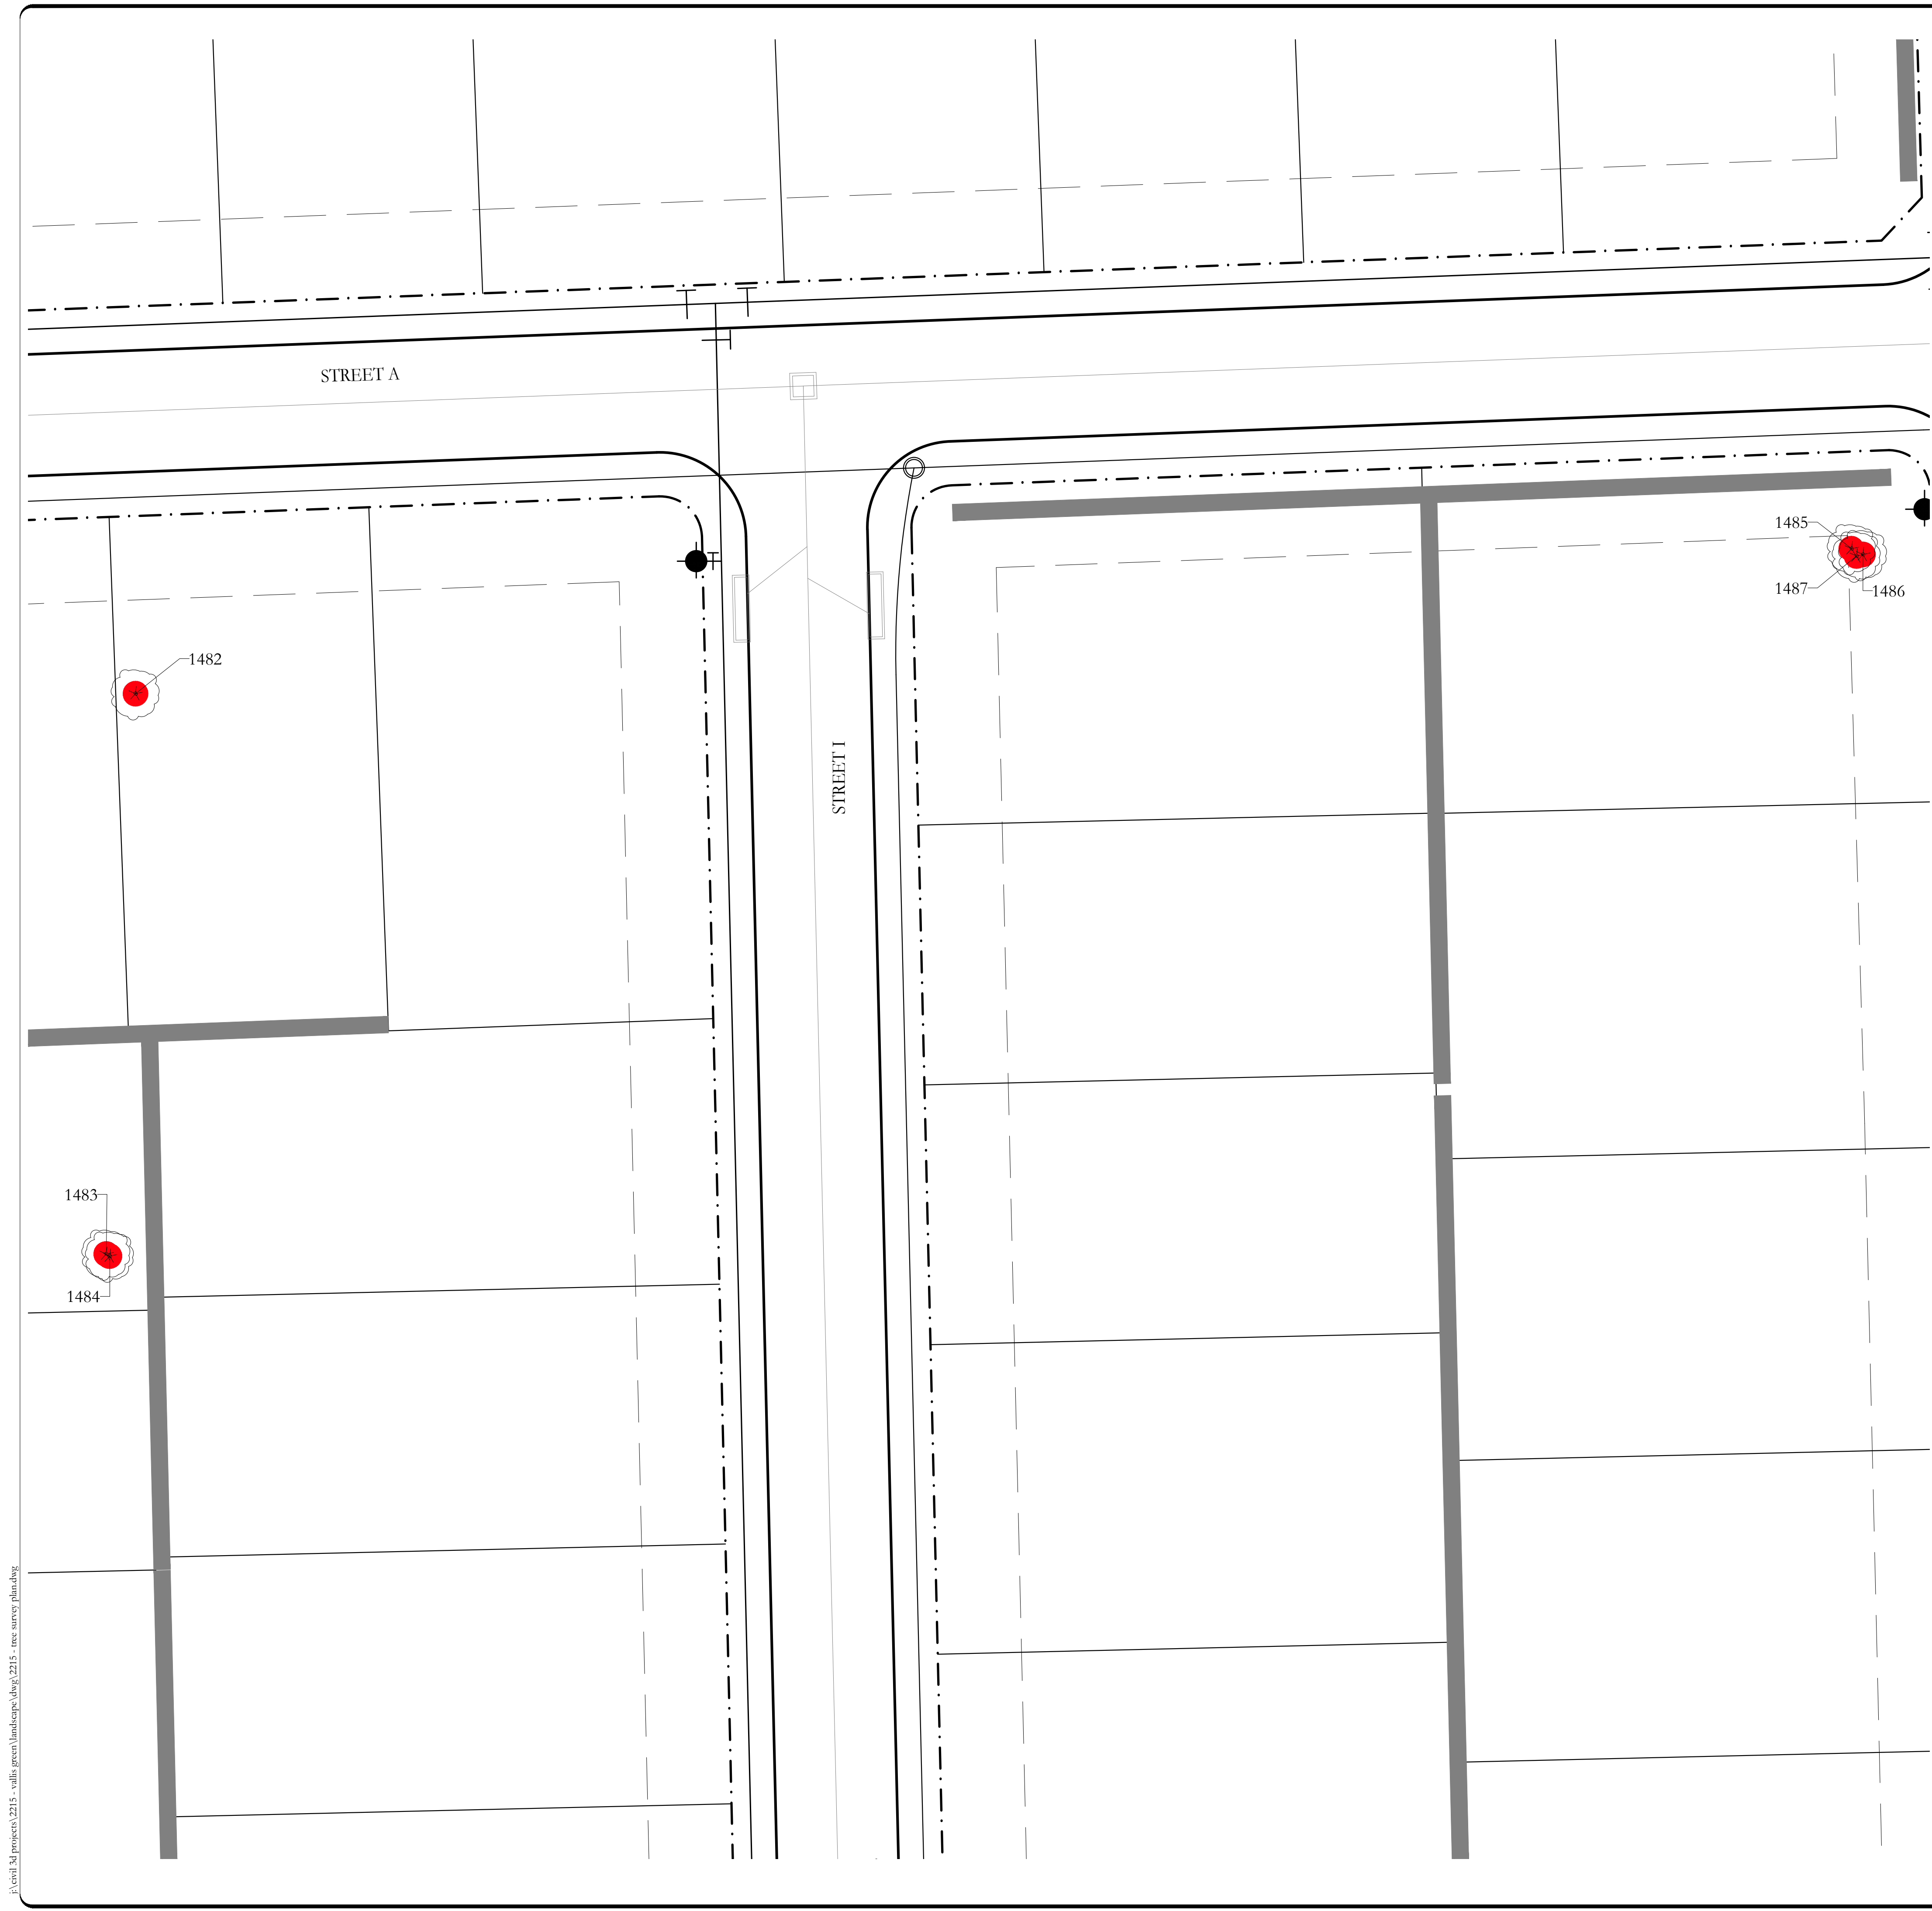 STREET A
1485
1487
1486
1482
STREET I
1483
1484
j:\civil 3d projects\2215 - vallis green\landscape\dwg\2215 - tree survey plan.dwg